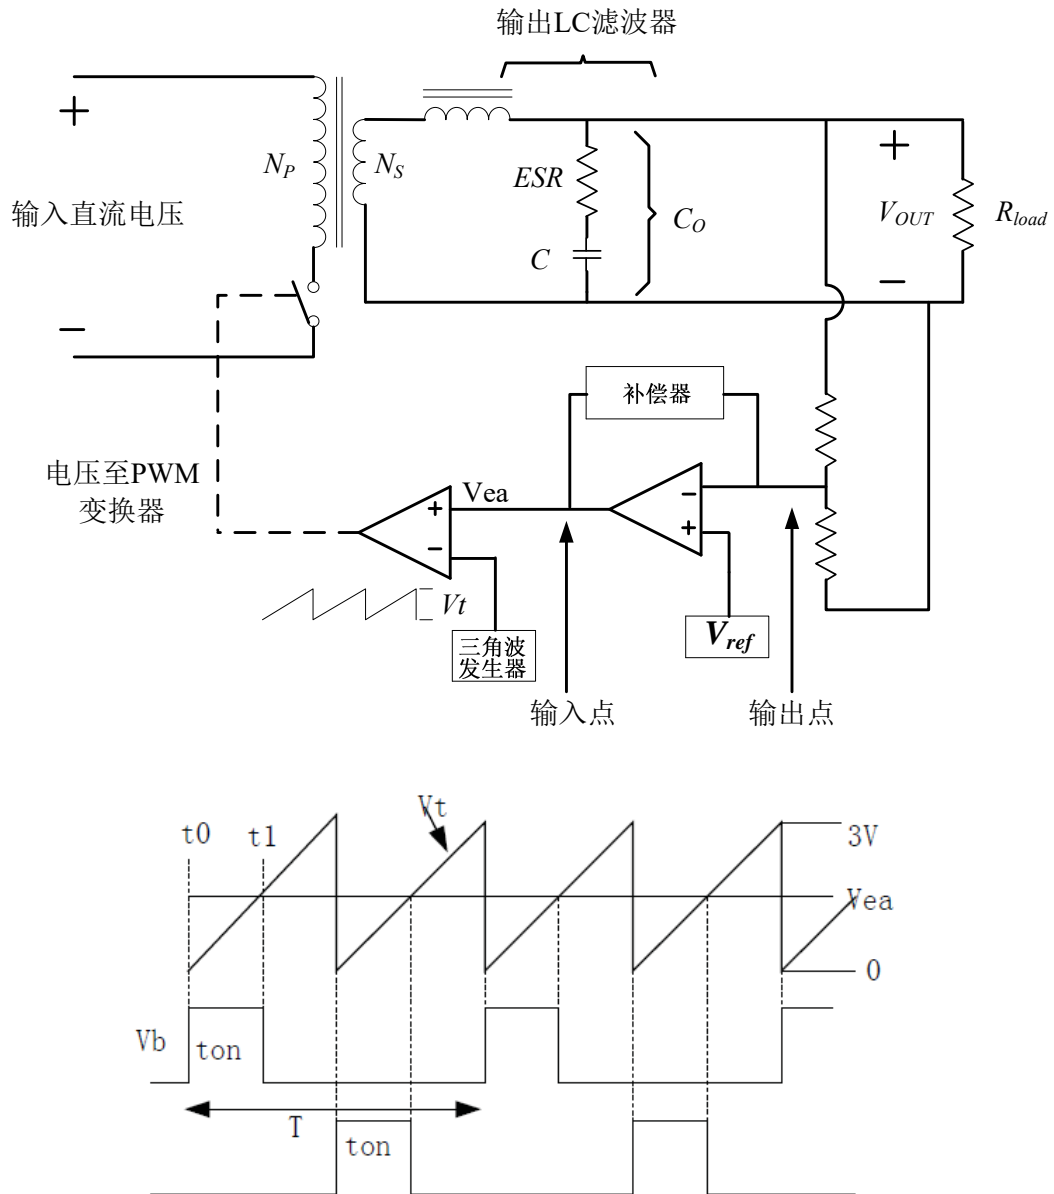 输出LC滤波器
+
N_P
N_S
ESR
C_O
+
V_OUT
R_load
输入直流电压
C
补偿器
电压至PWM
变换器
Vea
+
−
−
+
Vt
三角波
发生器
V_ref
输入点
输出点
Vt
t0
t1
3V
Vea
0
Vb
ton
T
ton